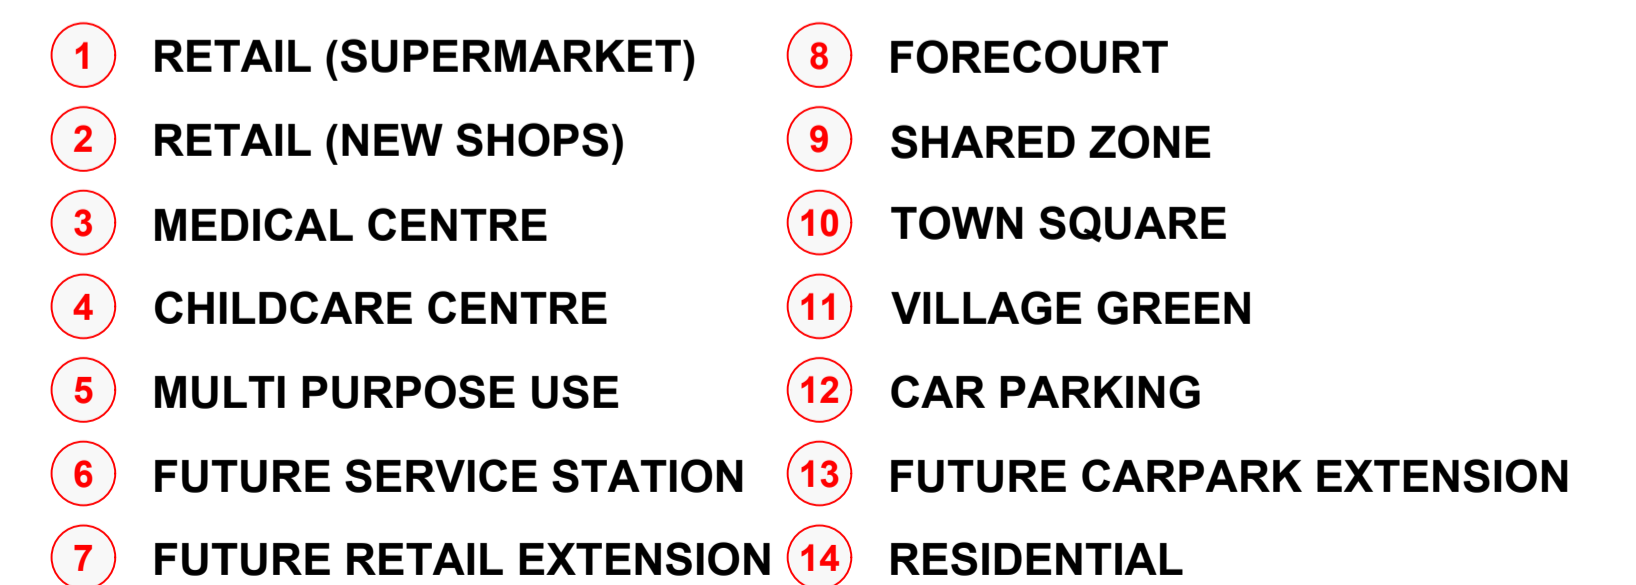 1 RETAIL (SUPERMARKET)
2 RETAIL (NEW SHOPS)
3 MEDICAL CENTRE
4 CHILDCARE CENTRE
5 MULTI PURPOSE USE
6 FUTURE SERVICE STATION
7 FUTURE RETAIL EXTENSION
8 FORECOURT
9 SHARED ZONE
10 TOWN SQUARE
11 VILLAGE GREEN
12 CAR PARKING
13 FUTURE CARPARK EXTENSION
14 RESIDENTIAL